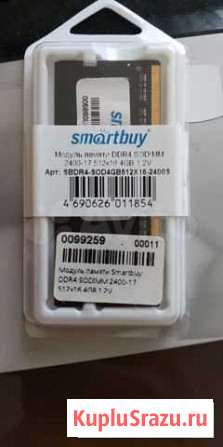 smartbuy
Модуль памяти DDR4 SODIMM
2400-17 512x16 4GB 1.2V
Арт. SBDR4-SOD4GB512X16-2400S
4 690626 011854
0099259 00011
Модуль памяти Smartbuy
DDR4 SODIMM 2400-17
512x16 4GB 1.2V
KupluSrazu.ru